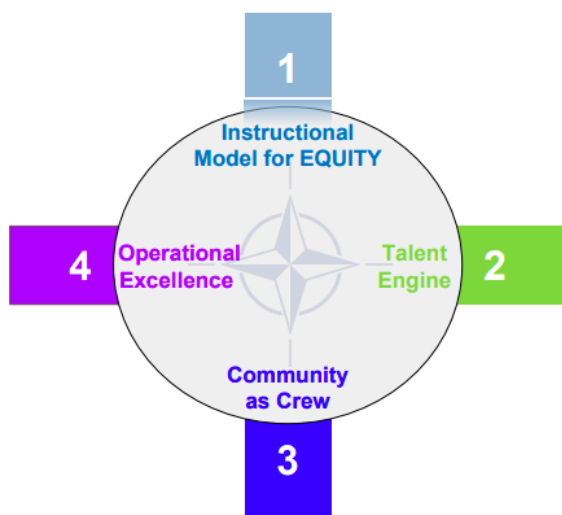 1
Instructional
Model for EQUITY
4
Operational
Excellence
Talent
Engine
2
Community
as Crew
3